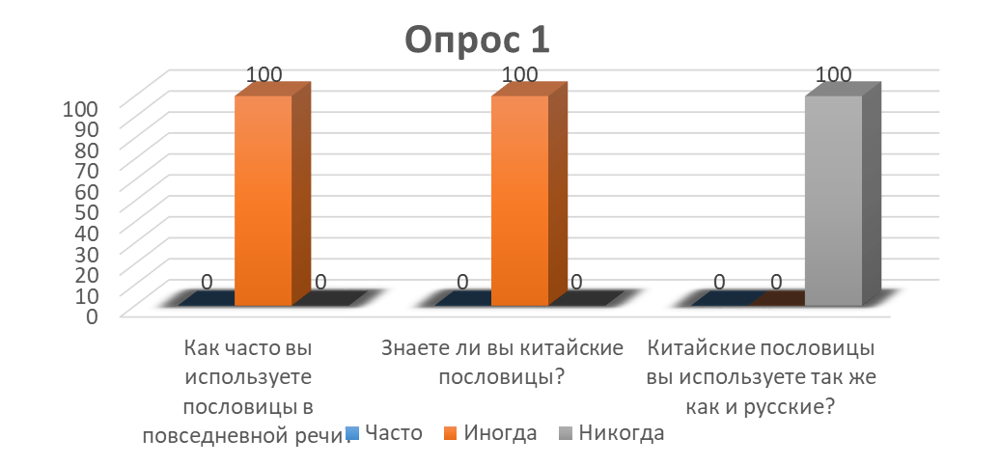 Опрос 1
100
90
80
70
60
50
40
30
20
10
0
0
100
0
0
100
0
0
0
100
Как часто вы
используете
пословицы в
повседневной речи?
Знаете ли вы китайские
пословицы?
Китайские пословицы
вы используете так же
как и русские?
Часто Иногда Никогда